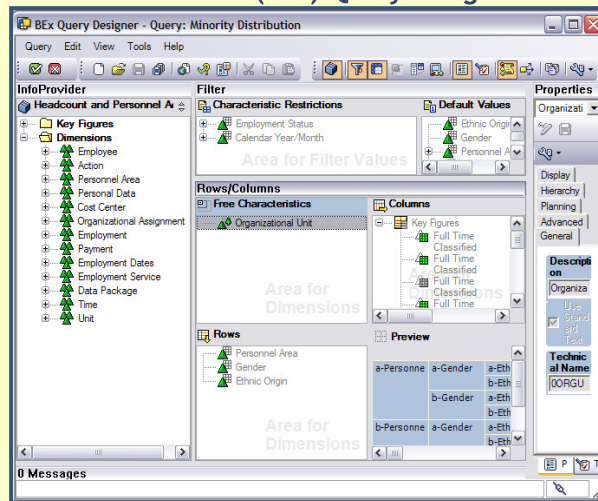 BEx Query Designer - Query: Minority Distribution
Query Edit View Tools Help
InfoProvider
Headcount and Personnel A
Key Figures
Dimensions
Employee
Action
Personnel Area
Personal Data
Cost Center
Organizational Assignment
Employment
Payment
Employment Dates
Employment Service
Data Package
Time
Unit
Filter
Characteristic Restrictions
Employment Status
Calendar Year/Month
Area for Filter Values
Default Values
Ethnic Origin
Gender
Personnel A
Rows/Columns
Free Characteristics
Organizational Unit
Area for
Dimensions
Columns
Key Figures
Full Time
Classified
Full Time
Classified
Full Time
Classified
Full Time
Rows
Personnel Area
Gender
Ethnic Origin
Area for
Dimensions
Preview
a-Personne a-Gender a-Eth
b-Eth
b-Gender a-Eth
b-Eth
b-Personne a-Gender a-Eth
b-Eth
Properties
Organizati
Display
Hierarchy
Planning
Advanced
General
Descripti
on
Organiza
Use
Stand
ard
Text
Technic
al Name
0ORGU
P T
0 Messages